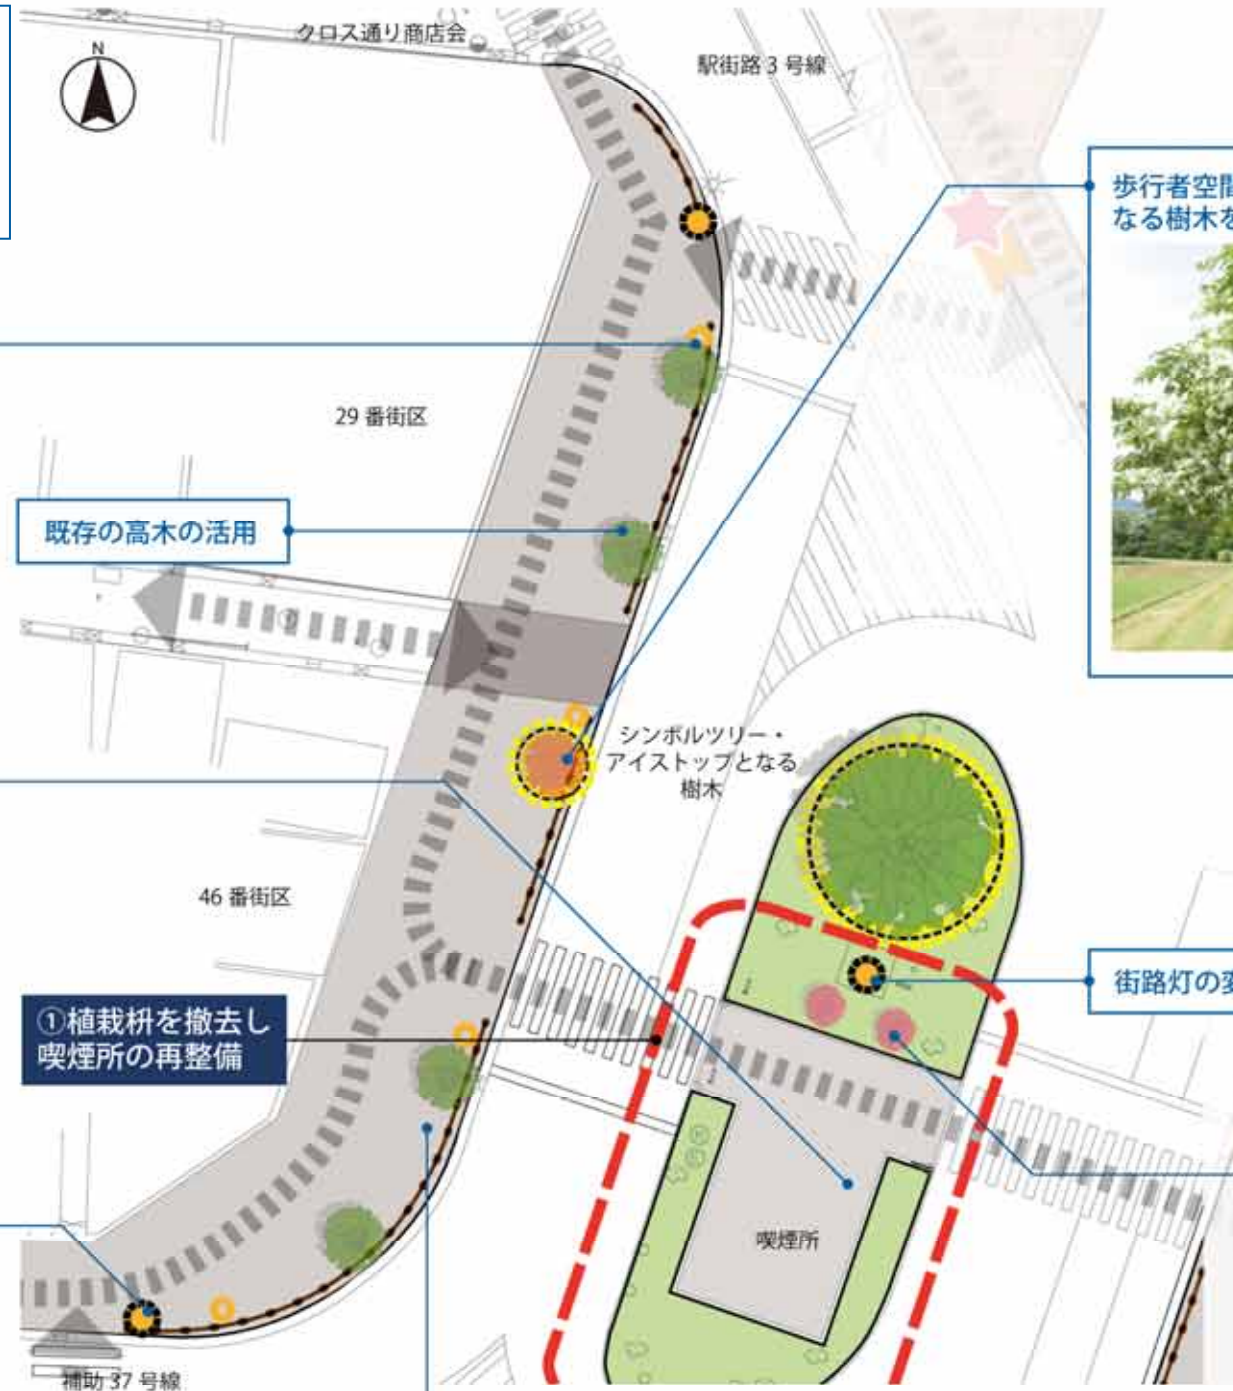 クロス通り商店会
N
駅街路 3 号線
歩行者空間
なる樹木を
29 番街区
既存の高木の活用
シンボルツリー・
アイストップとなる
樹木
46 番街区
街路灯の変
①植栽枡を撤去し
喫煙所の再整備
喫煙所
補助 37 号線